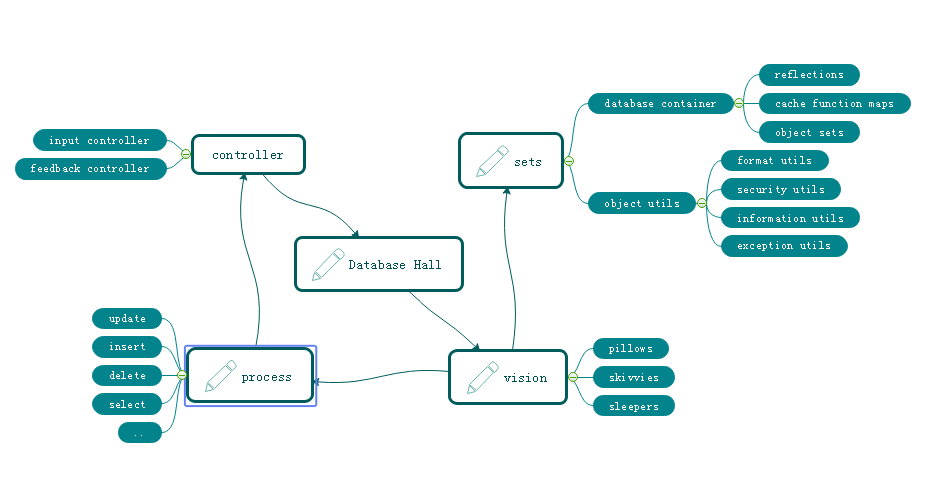 reflections
database container
cache function maps
object sets
input controller
controller
feedback controller
sets
format utils
security utils
object utils
information utils
exception utils
Database Hall
update
insert
pillows
process
vision
delete
skivvies
select
sleepers
..